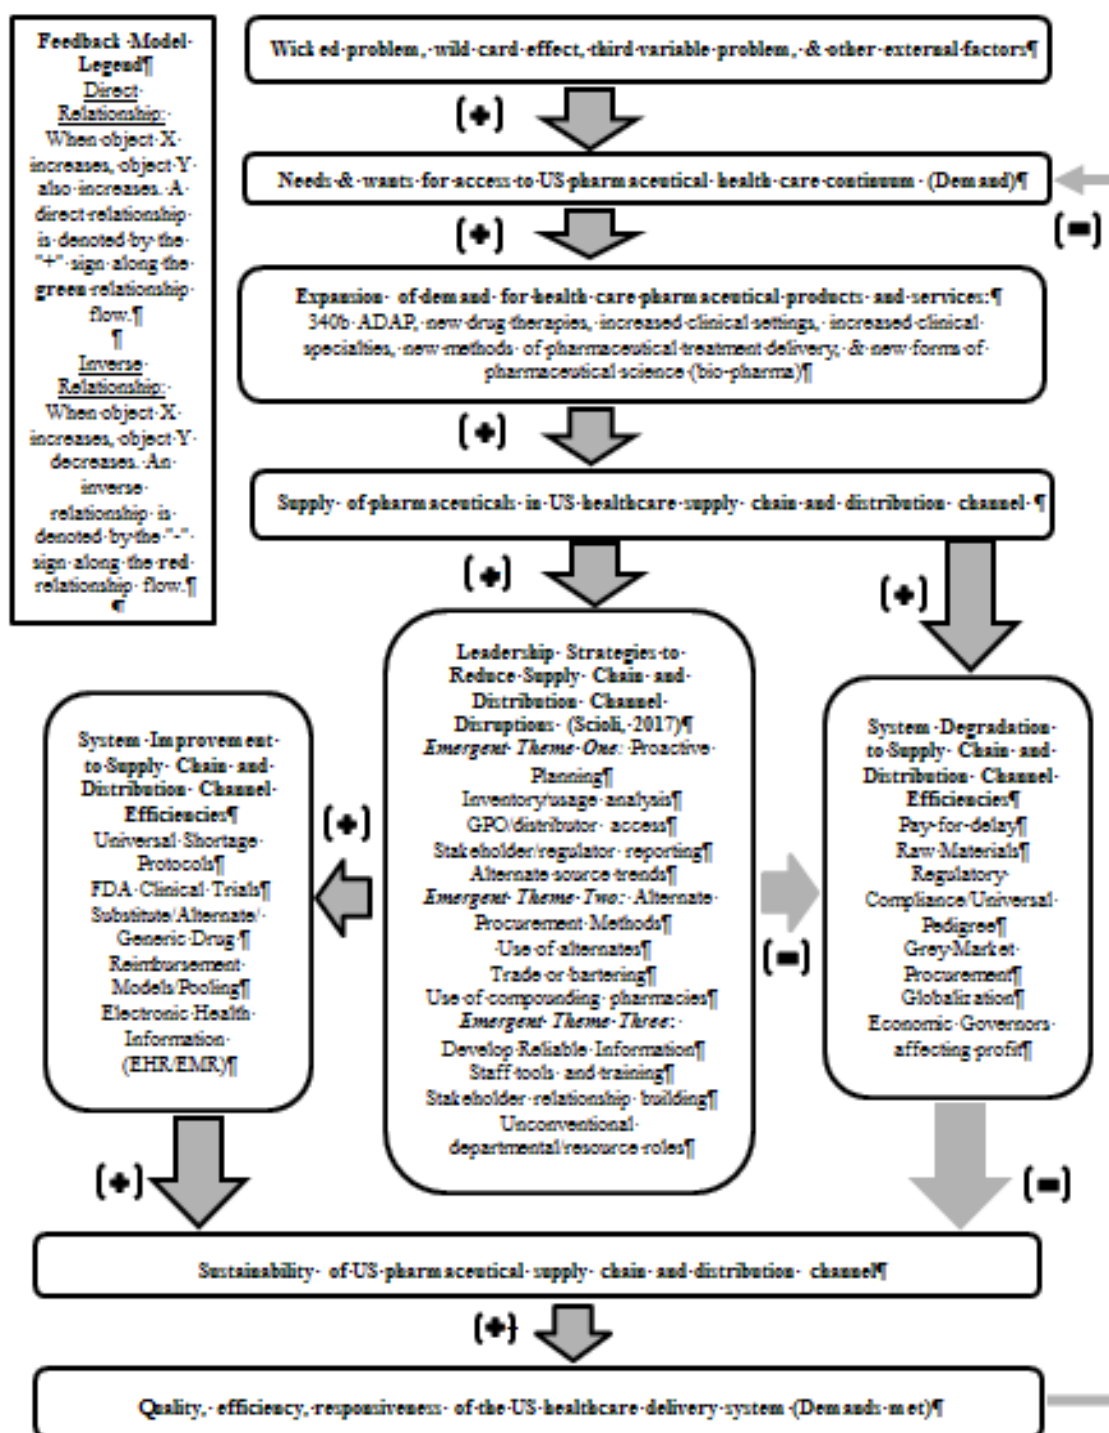 Feedback·Model·
Legend¶
Direct·
Relationship:·
When·object·X·
increases,·object·Y·
also·increases.·A·
direct·relationship·
is·denoted·by·the·
"+"·sign·along·the·
green·relationship·
flow.¶
¶
Inverse·
Relationship:·
When·object·X·
increases,·object·Y·
decreases.·An·
inverse·
relationship·is·
denoted·by·the·"-"·
sign·along·the·red·
relationship·flow.¶
¶
Wicked·problem,·wild·card·effect,·third·variable·problem,·&·other·external·factors¶
(+)
Needs·&·wants·for·access·to·US·pharmaceutical·health·care·continuum·(Demand)¶
(-)
(+)
Expansion·of·demand·for·health·care·pharmaceutical·products·and·services:¶
340b·ADAP,·new·drug·therapies,·increased·clinical·settings,·increased·clinical·
specialties,·new·methods·of·pharmaceutical·treatment·delivery,·&·new·forms·of·
pharmaceutical·science·(bio-pharma)¶
(+)
Supply·of·pharmaceuticals·in·US·healthcare·supply·chain·and·distribution·channel·¶
(+)
(+)
System·Improvement·
to·Supply·Chain·and·
Distribution·Channel·
Efficiencies¶
Universal·Shortage·
Protocols¶
FDA·Clinical·Trials¶
Substitute/Alternate/·
Generic·Drug·¶
Reimbursement·
Models/Pooling¶
Electronic·Health·
Information·
(EHR/EMR)¶
(+)
Leadership·Strategies·to·
Reduce·Supply·Chain·and·
Distribution·Channel·
Disruptions·(Scioli,·2017)¶
Emergent·Theme·One:·Proactive·
Planning¶
Inventory/usage·analysis¶
GPO/distributor·access¶
Stakeholder/regulator·reporting¶
Alternate·source·trends¶
Emergent·Theme·Two:·Alternate·
Procurement·Methods¶
·Use·of·alternates¶
Trade·or·bartering¶
Use·of·compounding·pharmacies¶
Emergent·Theme·Three:·
Develop·Reliable·Information¶
Staff·tools·and·training¶
Stakeholder·relationship·building¶
Unconventional·
departmental/resource·roles¶
(-)
System·Degradation·
to·Supply·Chain·and·
Distribution·Channel·
Efficiencies¶
Pay-for-delay¶
Raw·Materials¶
Regulatory·
Compliance/Universal·
Pedigree¶
Grey·Market·
Procurement¶
Globalization¶
Economic·Governors·
affecting·profit¶
(+)
(-)
Sustainability·of·US·pharmaceutical·supply·chain·and·distribution·channel¶
(+)
Quality,·efficiency,·responsiveness·of·the·US·healthcare·delivery·system·(Demands·met)¶